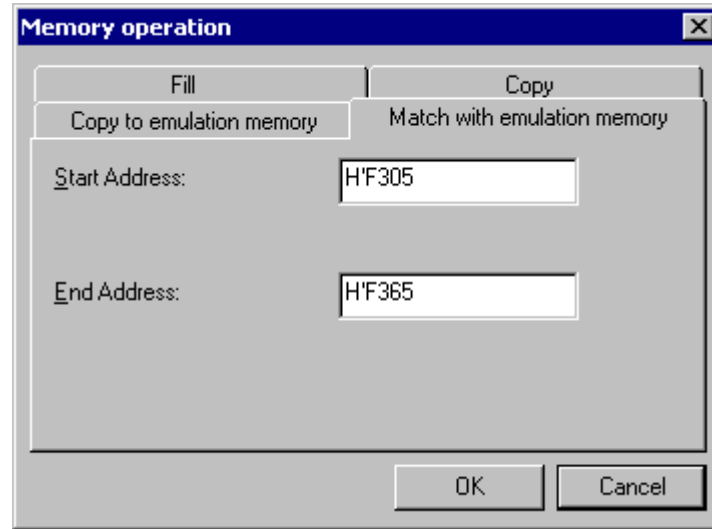 Memory operation
Fill Copy
Copy to emulation memory Match with emulation memory
Start Address: H'F305
End Address: H'F365
OK Cancel